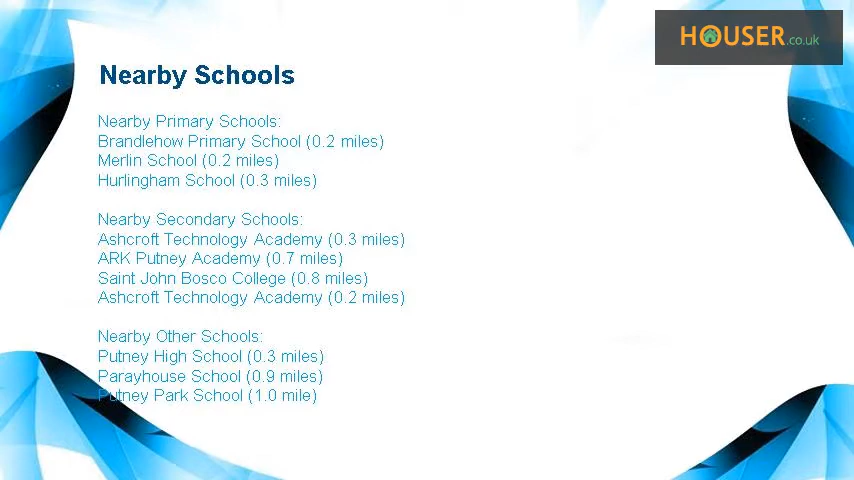 HOUSER.co.uk
Nearby Schools
Nearby Primary Schools:
Brandlehow Primary School (0.2 miles)
Merlin School (0.2 miles)
Hurlingham School (0.3 miles)
Nearby Secondary Schools:
Ashcroft Technology Academy (0.3 miles)
ARK Putney Academy (0.7 miles)
Saint John Bosco College (0.8 miles)
Ashcroft Technology Academy (0.2 miles)
Nearby Other Schools:
Putney High School (0.3 miles)
Parayhouse School (0.9 miles)
Putney Park School (1.0 mile)